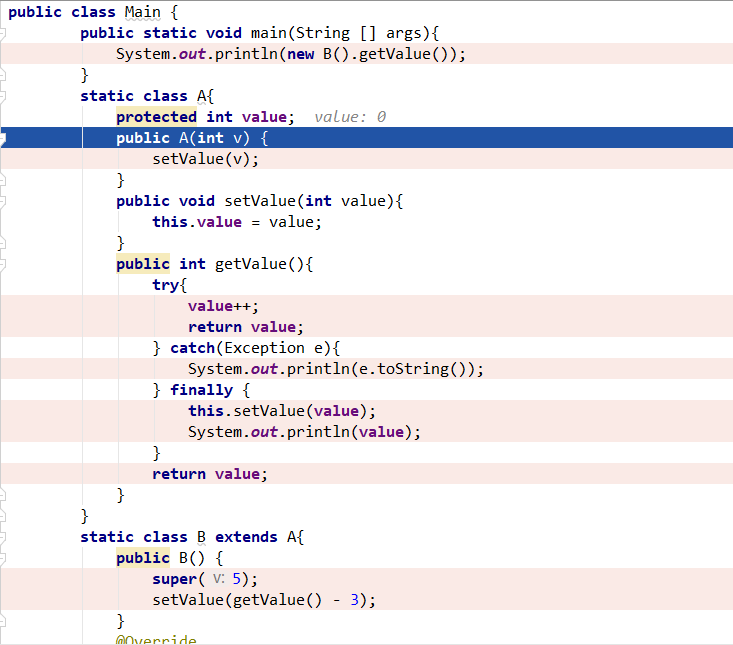 public class Main {
public static void main(String [] args){
System.out.println(new B().getValue());
}
static class A{
protected int value; value: 0
public A(int v) {
setValue(v);
}
public void setValue(int value){
this.value = value;
}
public int getValue(){
try{
value++;
return value;
} catch(Exception e){
System.out.println(e.toString());
} finally {
this.setValue(value);
System.out.println(value);
}
return value;
}
}
static class B extends A{
public B() {
super( v: 5);
setValue(getValue() - 3);
}
@Override